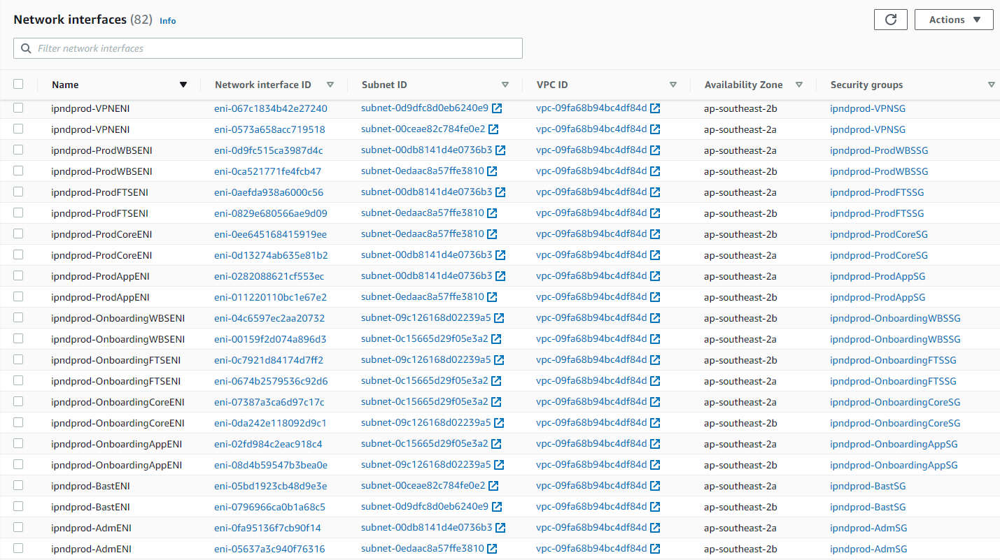 Network interfaces (82) Info
Actions
Filter network interfaces
Name Network interface ID Subnet ID VPC ID Availability Zone Security groups
ipndprod-VPNENI eni-067c1834b42e27240 subnet-0d9dfc8d0eb6240e9 vpc-09fa68b94bc4df84d ap-southeast-2b ipndprod-VPNSG
ipndprod-VPNENI eni-0573a658acc719518 subnet-00ceae82c784fe0e2 vpc-09fa68b94bc4df84d ap-southeast-2a ipndprod-VPNSG
ipndprod-ProdWBSENI eni-0d9fc515ca3987d4c subnet-00db8141d4e0736b3 vpc-09fa68b94bc4df84d ap-southeast-2a ipndprod-ProdWBSSG
ipndprod-ProdWBSENI eni-0ca521771fe4fcb47 subnet-0edaac8a57ffe3810 vpc-09fa68b94bc4df84d ap-southeast-2b ipndprod-ProdWBSSG
ipndprod-ProdFTSENI eni-0aefda938a6000c56 subnet-00db8141d4e0736b3 vpc-09fa68b94bc4df84d ap-southeast-2a ipndprod-ProdFTSSG
ipndprod-ProdFTSENI eni-0829e680566ae9d09 subnet-0edaac8a57ffe3810 vpc-09fa68b94bc4df84d ap-southeast-2b ipndprod-ProdFTSSG
ipndprod-ProdCoreENI eni-0ee645168415919ee subnet-0edaac8a57ffe3810 vpc-09fa68b94bc4df84d ap-southeast-2b ipndprod-ProdCoreSG
ipndprod-ProdCoreENI eni-0d13274ab635e81b2 subnet-00db8141d4e0736b3 vpc-09fa68b94bc4df84d ap-southeast-2a ipndprod-ProdCoreSG
ipndprod-ProdAppENI eni-0282088621cf553ec subnet-00db8141d4e0736b3 vpc-09fa68b94bc4df84d ap-southeast-2a ipndprod-ProdAppSG
ipndprod-ProdAppENI eni-011220110bc1e67e2 subnet-0edaac8a57ffe3810 vpc-09fa68b94bc4df84d ap-southeast-2b ipndprod-ProdAppSG
ipndprod-OnboardingWBSENI eni-04c6597ec2aa20732 subnet-09c126168d02239a5 vpc-09fa68b94bc4df84d ap-southeast-2b ipndprod-OnboardingWBSSG
ipndprod-OnboardingWBSENI eni-00159f2d074a896d3 subnet-0c15665d29f05e3a2 vpc-09fa68b94bc4df84d ap-southeast-2a ipndprod-OnboardingWBSSG
ipndprod-OnboardingFTSENI eni-0c7921d84174d7ff2 subnet-09c126168d02239a5 vpc-09fa68b94bc4df84d ap-southeast-2b ipndprod-OnboardingFTSSG
ipndprod-OnboardingFTSENI eni-0674b2579536c92d6 subnet-0c15665d29f05e3a2 vpc-09fa68b94bc4df84d ap-southeast-2a ipndprod-OnboardingFTSSG
ipndprod-OnboardingCoreENI eni-07387a3ca6d97c17c subnet-0c15665d29f05e3a2 vpc-09fa68b94bc4df84d ap-southeast-2a ipndprod-OnboardingCoreSG
ipndprod-OnboardingCoreENI eni-0da242e118092d9c1 subnet-09c126168d02239a5 vpc-09fa68b94bc4df84d ap-southeast-2b ipndprod-OnboardingCoreSG
ipndprod-OnboardingAppENI eni-02fd984c2eac918c4 subnet-0c15665d29f05e3a2 vpc-09fa68b94bc4df84d ap-southeast-2a ipndprod-OnboardingAppSG
ipndprod-OnboardingAppENI eni-08d4b59547b3bea0e subnet-09c126168d02239a5 vpc-09fa68b94bc4df84d ap-southeast-2b ipndprod-OnboardingAppSG
ipndprod-BastENI eni-05bd1923cb48d9e3e subnet-00ceae82c784fe0e2 vpc-09fa68b94bc4df84d ap-southeast-2a ipndprod-BastSG
ipndprod-BastENI eni-0796966ca0b1a68c5 subnet-0d9dfc8d0eb6240e9 vpc-09fa68b94bc4df84d ap-southeast-2b ipndprod-BastSG
ipndprod-AdmENI eni-0fa95136f7cb90f14 subnet-00db8141d4e0736b3 vpc-09fa68b94bc4df84d ap-southeast-2a ipndprod-AdmSG
ipndprod-AdmENI eni-05637a3c940f76316 subnet-0edaac8a57ffe3810 vpc-09fa68b94bc4df84d ap-southeast-2b ipndprod-AdmSG